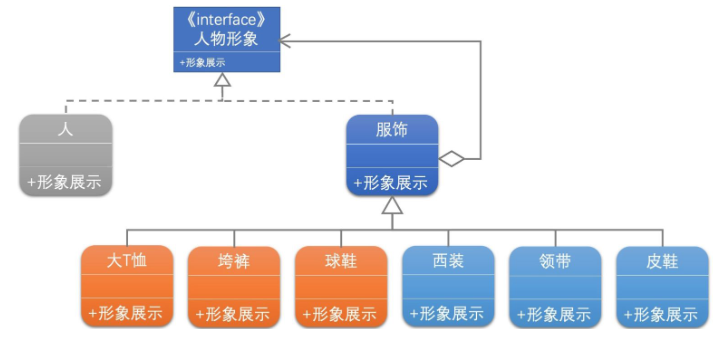 《interface》
人物形象
+形象展示
人
+形象展示
服饰
+形象展示
大T恤
+形象展示
垮裤
+形象展示
球鞋
+形象展示
西装
+形象展示
领带
+形象展示
皮鞋
+形象展示